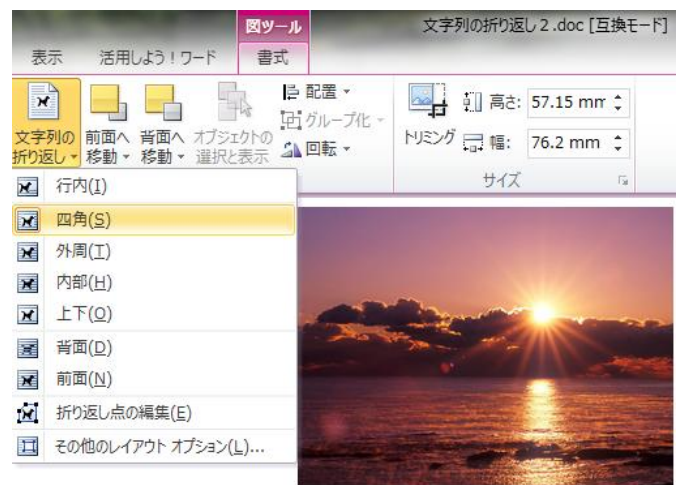 図ツール
文字列の折り返し２.doc [互換モード]
表示
活用しよう！ワード
書式
文字列の
折り返し
前面へ
移動
背面へ
移動
オブジェクトの
選択と表示
配置
グループ化
回転
トリミング
高さ: 57.15 mm
幅: 76.2 mm
サイズ
行内(I)
四角(S)
外周(T)
内部(H)
上下(O)
背面(D)
前面(N)
折り返し点の編集(E)
その他のレイアウト オプション(L)...